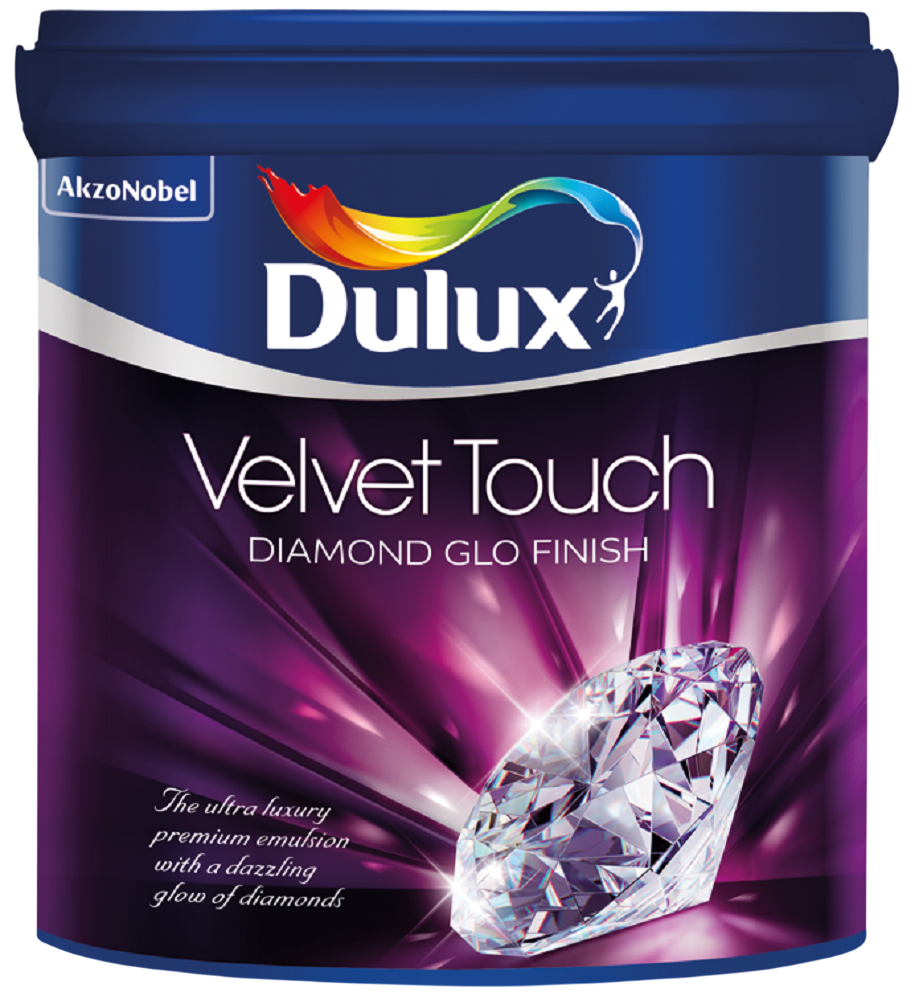 AkzoNobel
Dulux
Velvet Touch
DIAMOND GLO FINISH
The ultra luxury
premium emulsion
with a dazzling
glow of diamonds